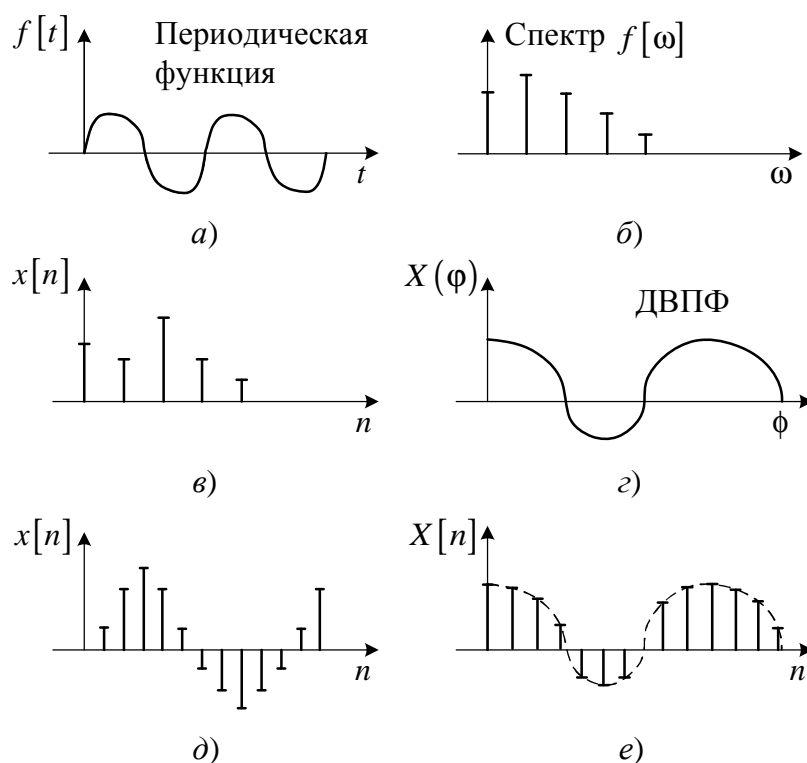 f[t]
Периодическая
функция
t
а)
Спектр f[ω]
ω
б)
x[n]
n
в)
X(φ)
ДВПФ
ϕ
г)
x[n]
n
д)
X[n]
n
е)